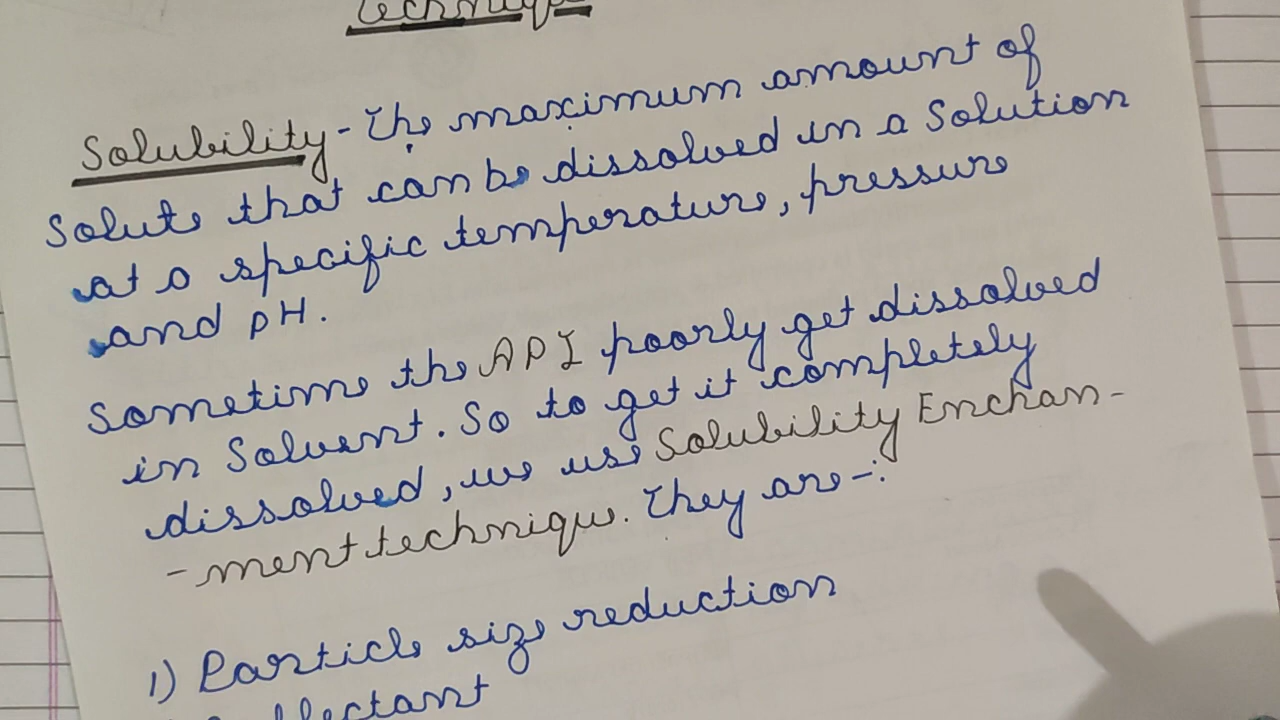 technique
Solubility - The maximum amount of
Solute that can be dissolved in a Solution
at a specific temperature, pressure
and pH.
Sometime the API poorly get dissolved
in Solvent. So to get it completely
dissolved, we use Solubility Enchan-
-ment technique. They are -:
1) Particle size reduction